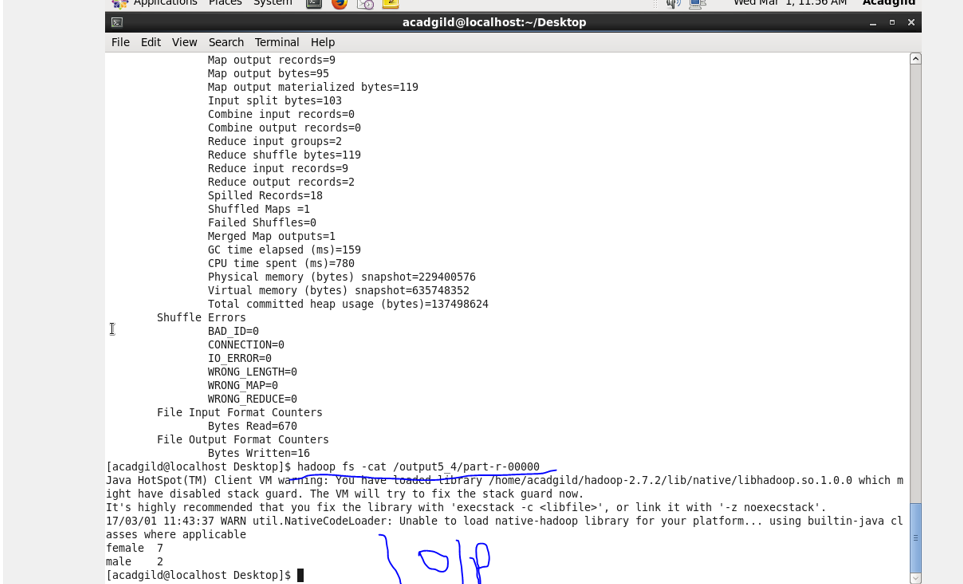 Applications Places System Wed Mar 1, 11:56 AM Acadgild
acadgild@localhost:~/Desktop
File Edit View Search Terminal Help
Map output records=9
Map output bytes=95
Map output materialized bytes=119
Input split bytes=103
Combine input records=0
Combine output records=0
Reduce input groups=2
Reduce shuffle bytes=119
Reduce input records=9
Reduce output records=2
Spilled Records=18
Shuffled Maps =1
Failed Shuffles=0
Merged Map outputs=1
GC time elapsed (ms)=159
CPU time spent (ms)=780
Physical memory (bytes) snapshot=229400576
Virtual memory (bytes) snapshot=635748352
Total committed heap usage (bytes)=137498624
Shuffle Errors
BAD_ID=0
CONNECTION=0
IO_ERROR=0
WRONG_LENGTH=0
WRONG_MAP=0
WRONG_REDUCE=0
File Input Format Counters
Bytes Read=670
File Output Format Counters
Bytes Written=16
[acadgild@localhost Desktop]$ hadoop fs -cat /output5_4/part-r-00000
Java HotSpot(TM) Client VM warning: You have loaded library /home/acadgild/hadoop-2.7.2/lib/native/libhadoop.so.1.0.0 which m
ight have disabled stack guard. The VM will try to fix the stack guard now.
It's highly recommended that you fix the library with 'execstack -c <libfile>', or link it with '-z noexecstack'.
17/03/01 11:43:37 WARN util.NativeCodeLoader: Unable to load native-hadoop library for your platform... using builtin-java cl
asses where applicable
female 7
male 2
[acadgild@localhost Desktop]$